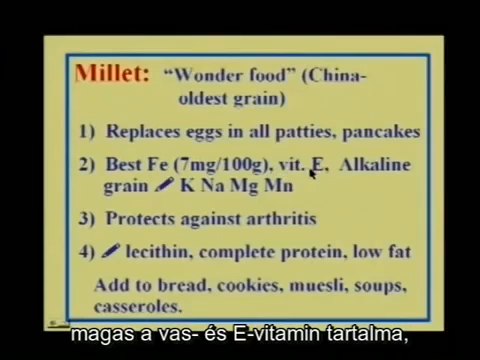 Millet: “Wonder food” (China-
oldest grain)
1) Replaces eggs in all patties, pancakes
2) Best Fe (7mg/100g), vit. E, Alkaline
grain K Na Mg Mn
3) Protects against arthritis
4) lecithin, complete protein, low fat
Add to bread, cookies, muesli, soups,
casseroles.
magas a vas- és E-vitamin tartalma,